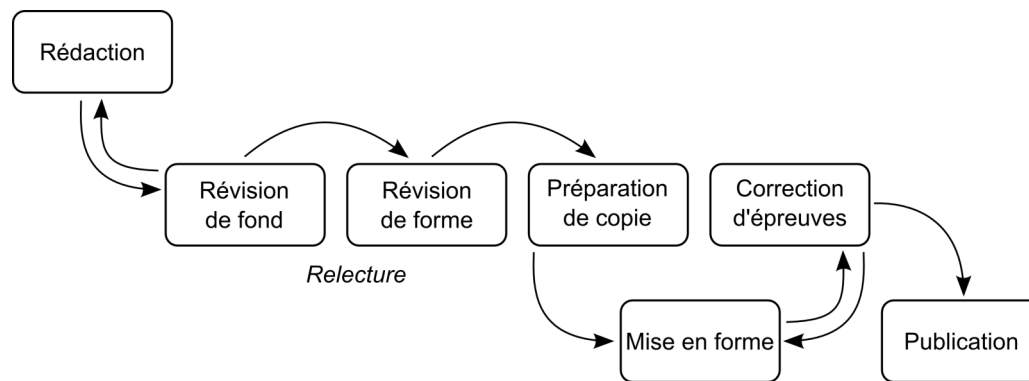 Rédaction
Révision
de fond
Révision
de forme
Préparation
de copie
Correction
d'épreuves
Relecture
Mise en forme
Publication